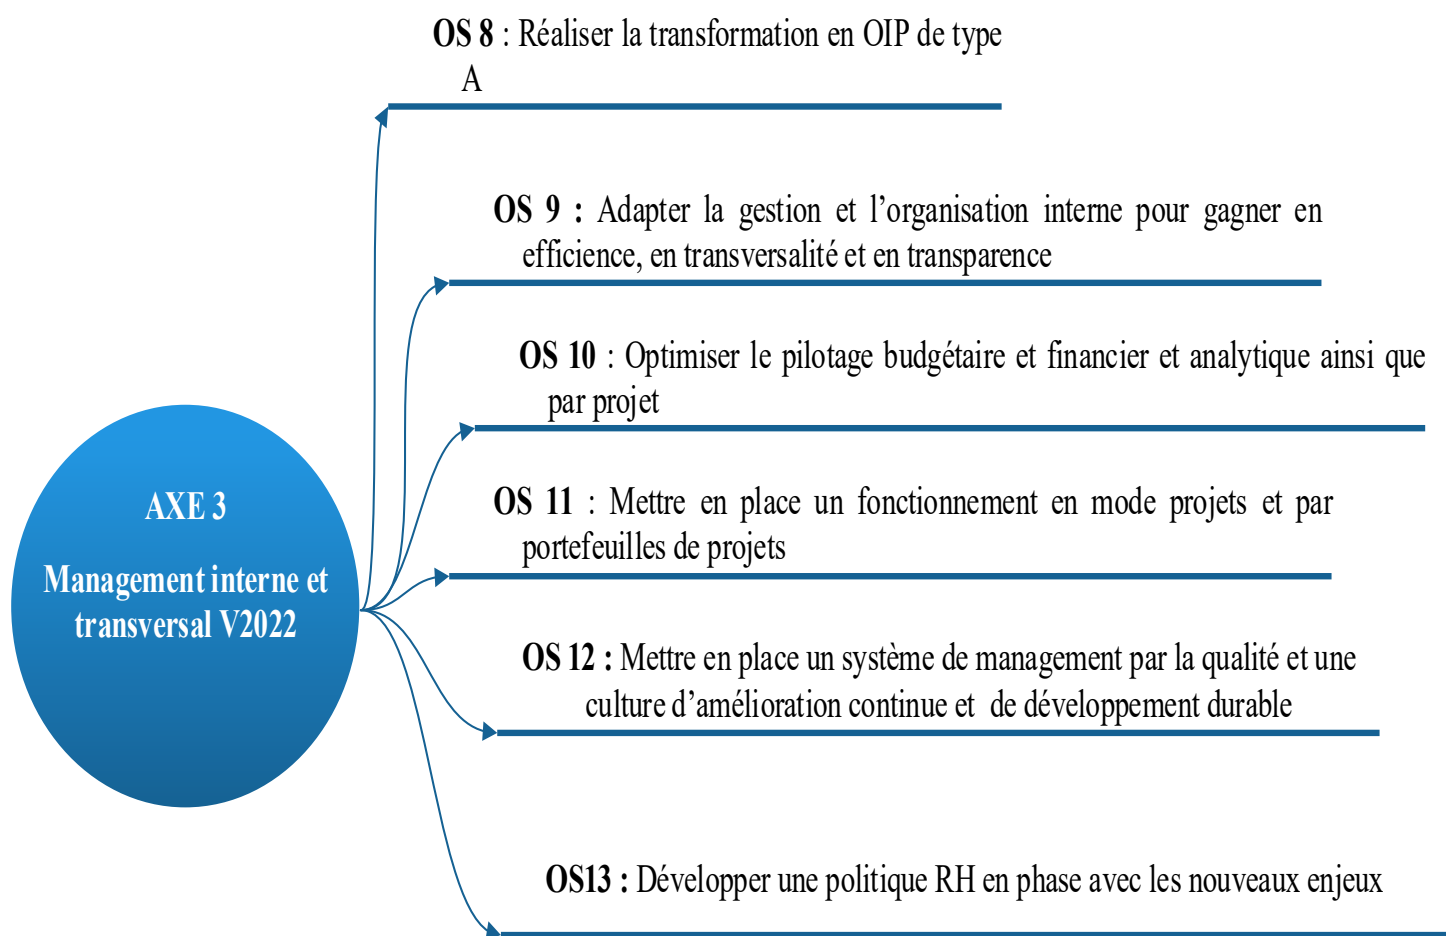 OS 8 : Réaliser la transformation en OIP de type
A
OS 9 : Adapter la gestion et l’organisation interne pour gagner en
efficience, en transversalité et en transparence
OS 10 : Optimiser le pilotage budgétaire et financier et analytique ainsi que
par projet
AXE 3
Management interne et
transversal V2022
OS 11 : Mettre en place un fonctionnement en mode projets et par
portefeuilles de projets
OS 12 : Mettre en place un système de management par la qualité et une
culture d’amélioration continue et de développement durable
OS13 : Développer une politique RH en phase avec les nouveaux enjeux